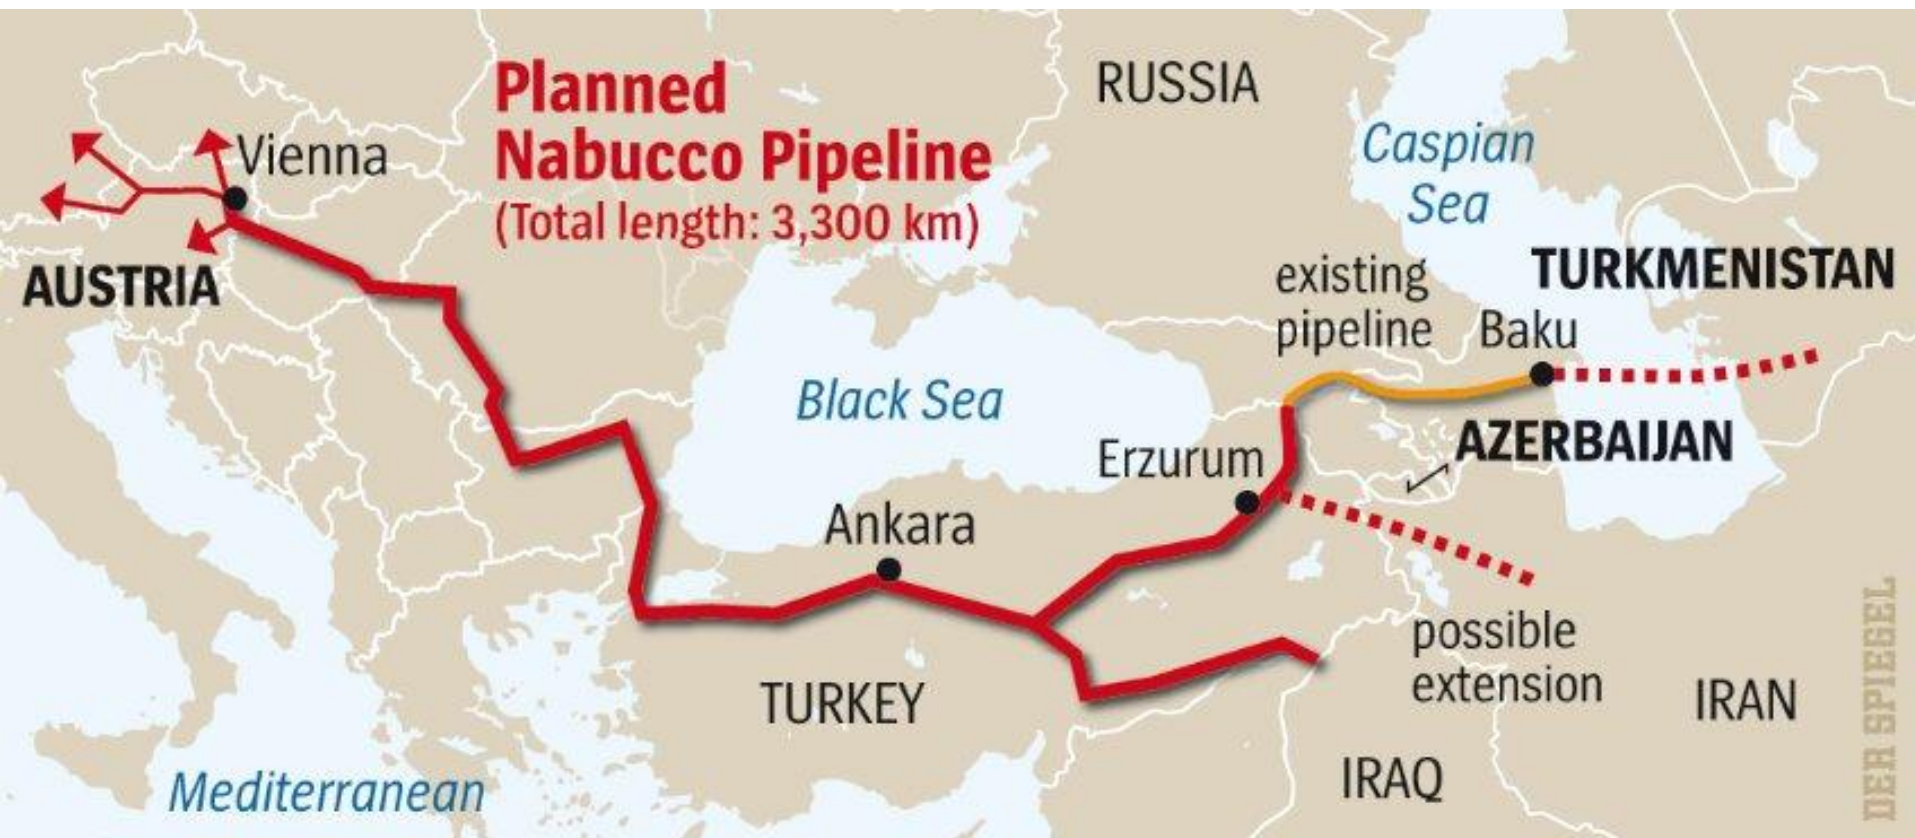 Planned
Nabucco Pipeline
(Total length: 3,300 km)
RUSSIA
Caspian
Sea
Vienna
AUSTRIA
TURKMENISTAN
existing
pipeline
Baku
Black Sea
AZERBAIJAN
Erzurum
Ankara
possible
extension
TURKEY
IRAN
IRAQ
Mediterranean
DER SPIEGEL